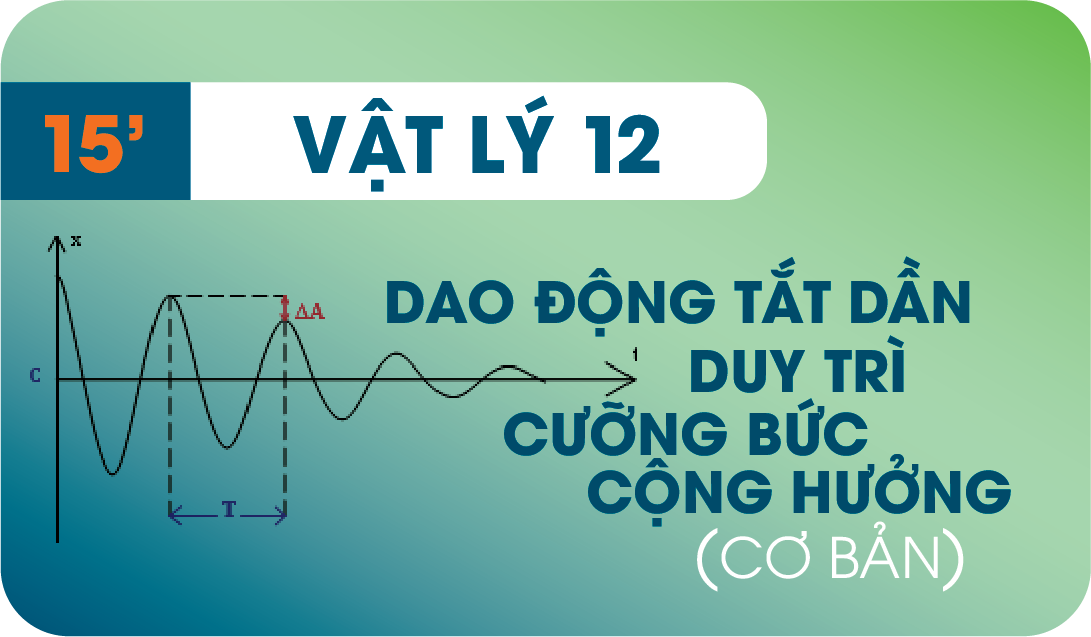 15’ VẬT LÝ 12
x
ΔA
DAO ĐỘNG TẮT DẦN
t
C
DUY TRÌ
CƯỠNG BỨC
CỘNG HƯỞNG
T
(CƠ BẢN)